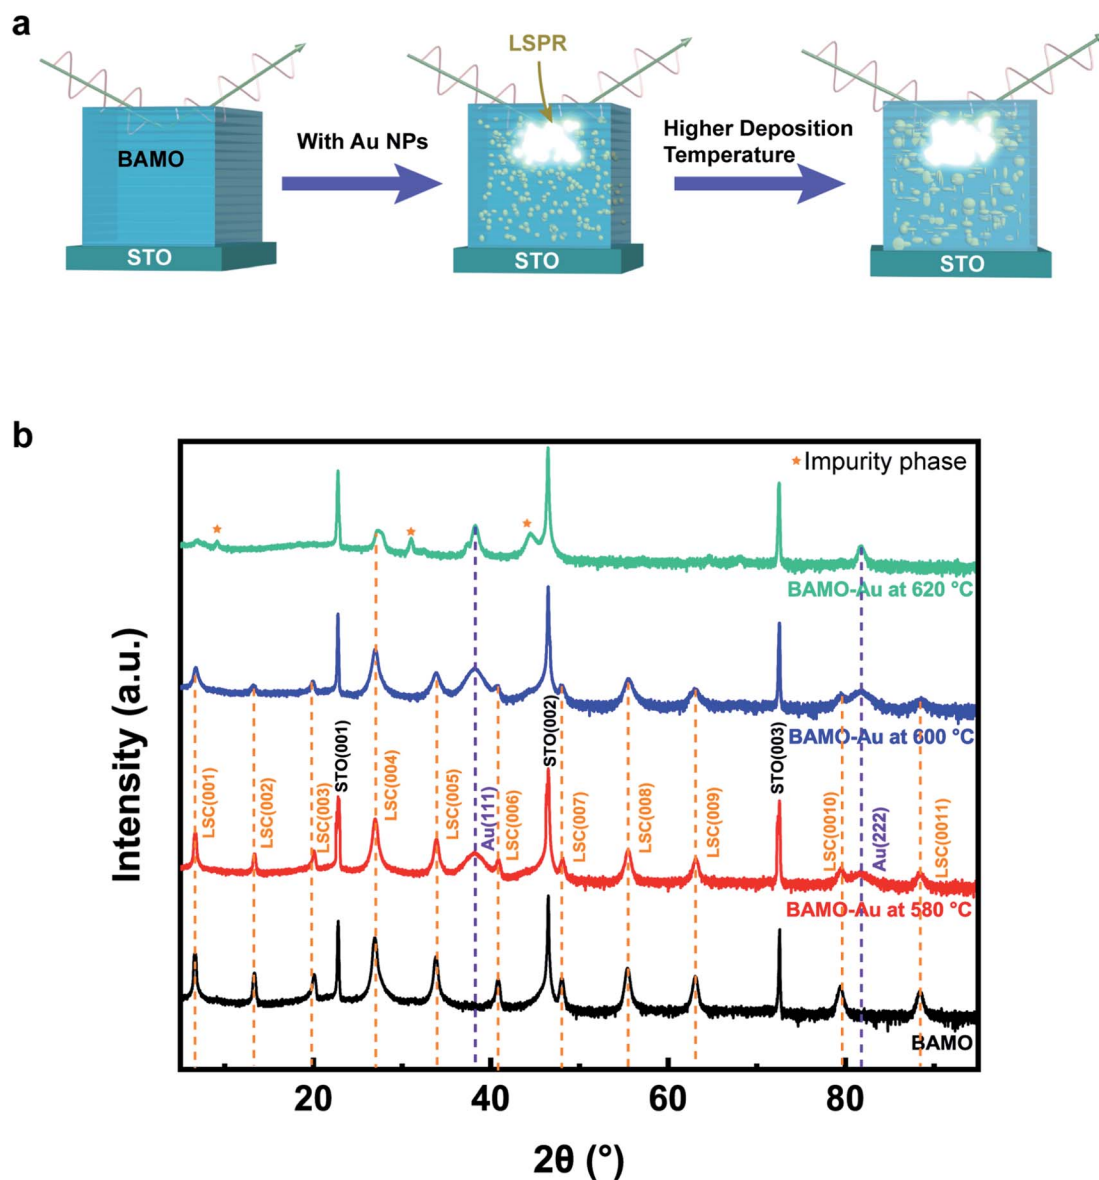 a
LSPR
BAMO
With Au NPs
Higher Deposition
Temperature
STO
STO
STO
b
★Impurity phase
BAMO-Au at 620 °C
BAMO-Au at 600 °C
BAMO-Au at 580 °C
BAMO
LSC(001)
LSC(002)
LSC(003)
STO(001)
LSC(004)
LSC(005)
Au(111)
LSC(006)
STO(002)
LSC(007)
LSC(008)
LSC(009)
STO(003)
LSC(0010)
Au(222)
LSC(0011)
Intensity (a.u.)
20
40
60
80
2θ (°)